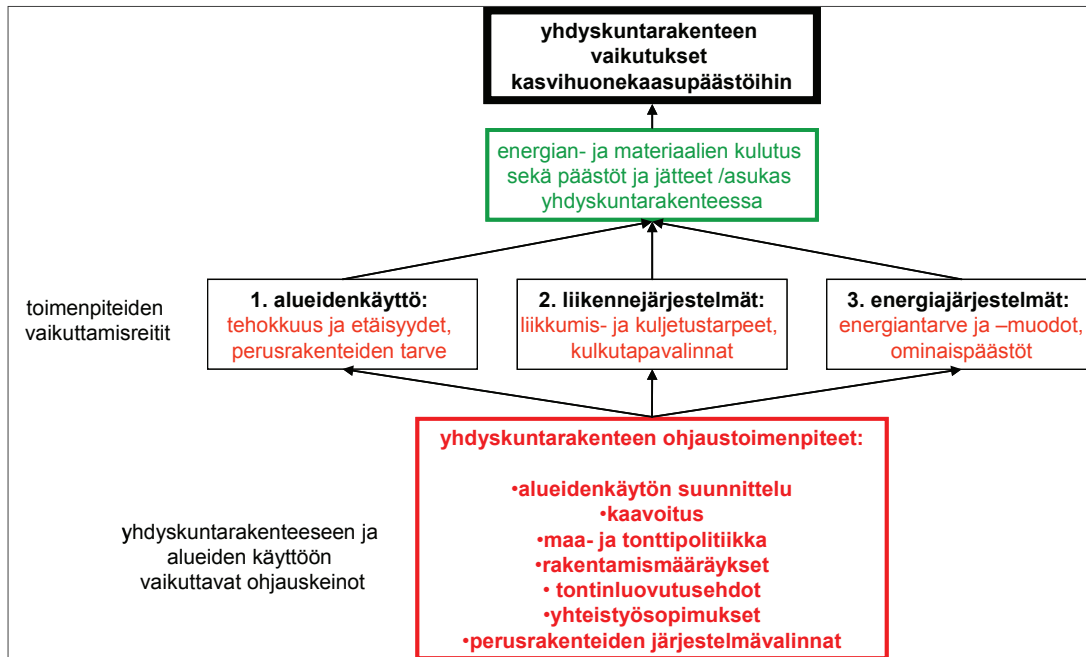 yhdyskuntarakenteen
vaikutukset
kasvihuonekaasupäästöihin
energian- ja materiaalien kulutus
sekä päästöt ja jätteet /asukas
yhdyskuntarakenteessa
toimenpiteiden
vaikuttamisreitit
1. alueidenkäyttö:
tehokkuus ja etäisyydet,
perusrakenteiden tarve
2. liikennejärjestelmät:
liikkumis- ja kuljetustarpeet,
kulkutapavalinnat
3. energiajärjestelmät:
energiantarve ja –muodot,
ominaispäästöt
yhdyskuntarakenteeseen ja
alueiden käyttöön
vaikuttavat ohjauskeinot
yhdyskuntarakenteen ohjaustoimenpiteet:
•alueidenkäytön suunnittelu
•kaavoitus
•maa- ja tonttipolitiikka
•rakentamismääräykset
• tontinluovutusehdot
•yhteistyösopimukset
•perusrakenteiden järjestelmävalinnat